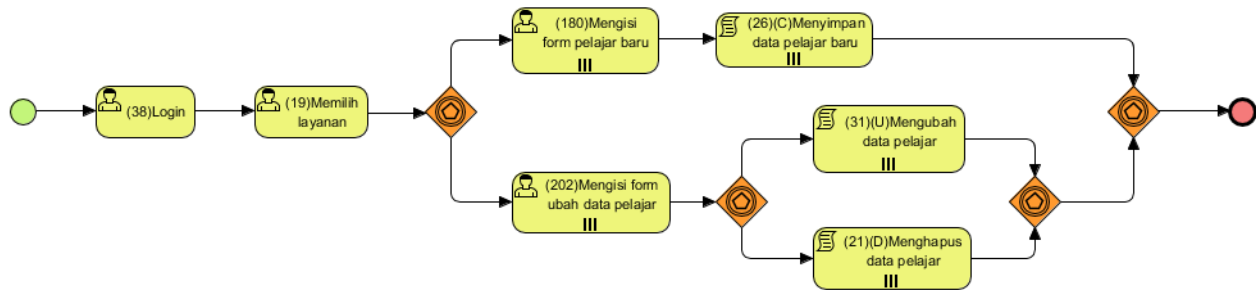 (38)Login
(19)Memilih
layanan
(180)Mengisi
form pelajar baru
(26)(C)Menyimpan
data pelajar baru
(202)Mengisi form
ubah data pelajar
(31)(U)Mengubah
data pelajar
(21)(D)Menghapus
data pelajar